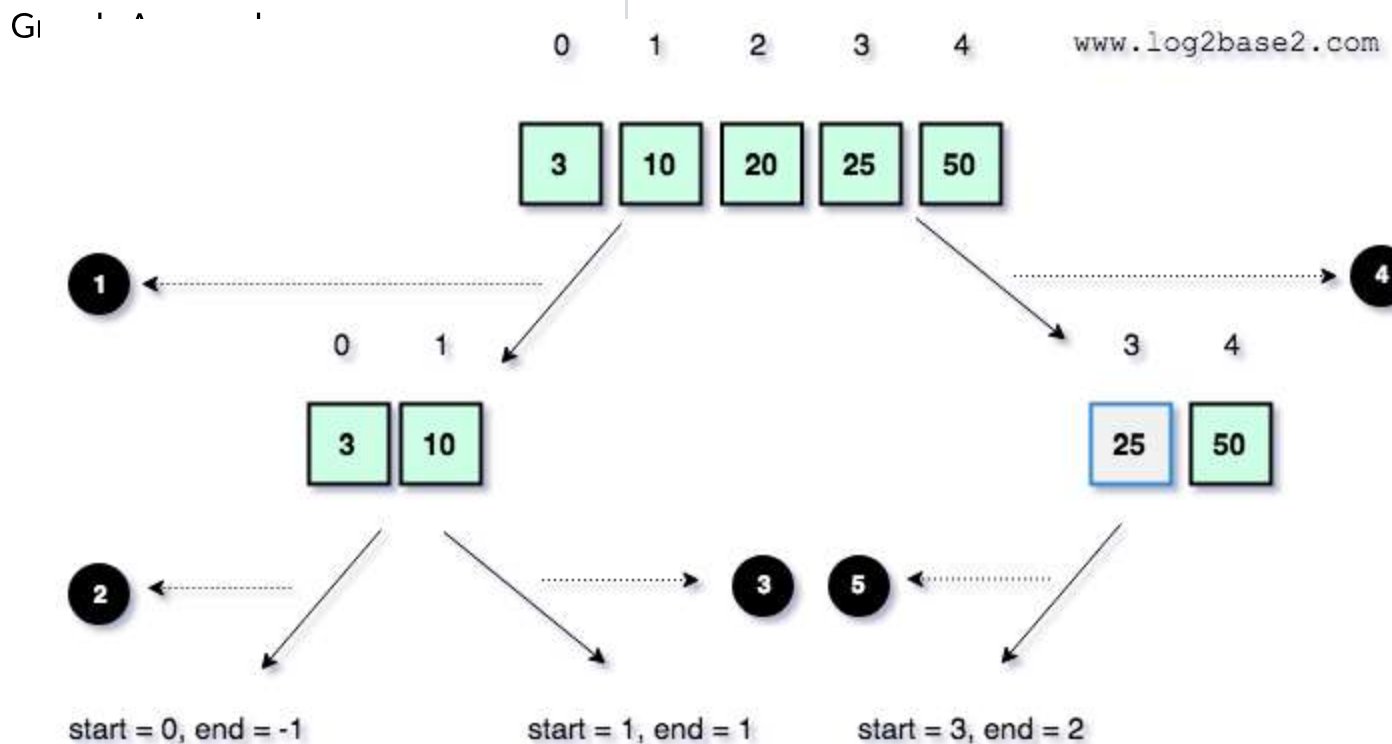 0 1 2 3 4 www.log2base2.com
3 10 20 25 50
1 4
0 1 3 4
3 10 25 50
2 3 5
start = 0, end = -1 start = 1, end = 1 start = 3, end = 2